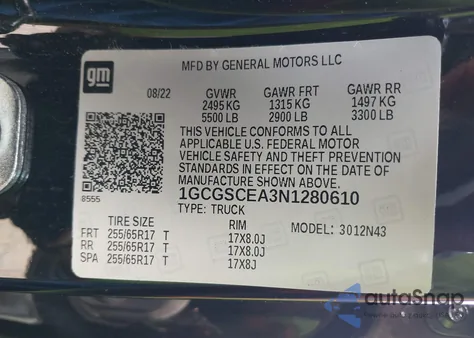 MFD BY GENERAL MOTORS LLC
gm
08/22 GVWR GAWR FRT GAWR RR
2495 KG 1315 KG 1497 KG
5500 LB 2900 LB 3300 LB
THIS VEHICLE CONFORMS TO ALL
APPLICABLE U.S. FEDERAL MOTOR
VEHICLE SAFETY AND THEFT PREVENTION
STANDARDS IN EFFECT ON THE DATE OF
MANUFACTURE SHOWN ABOVE.
8555
1GCGSCEA3N1280610
TYPE: TRUCK
TIRE SIZE RIM MODEL: 3012N43
FRT 255/65R17 T 17X8.0J
RR 255/65R17 T 17X8.0J
SPA 255/65R17 T 17X8J
autoSnap